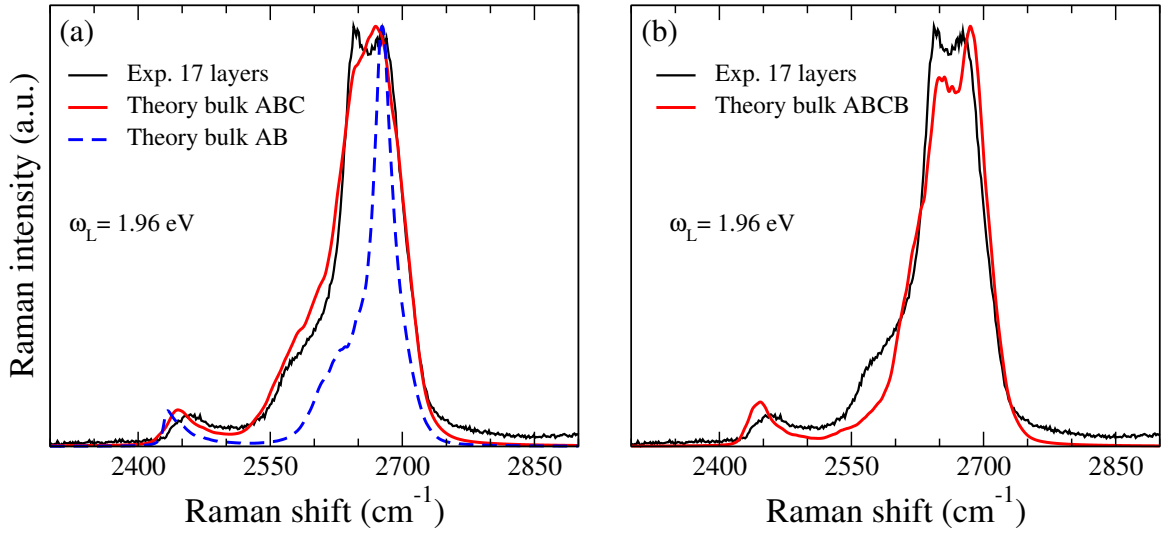 (a)
Exp. 17 layers
Theory bulk ABC
Theory bulk AB
ω_L = 1.96 eV
Raman intensity (a.u.)
2400 2550 2700 2850
Raman shift (cm⁻¹)
(b)
Exp. 17 layers
Theory bulk ABCB
ω_L = 1.96 eV
2400 2550 2700 2850
Raman shift (cm⁻¹)